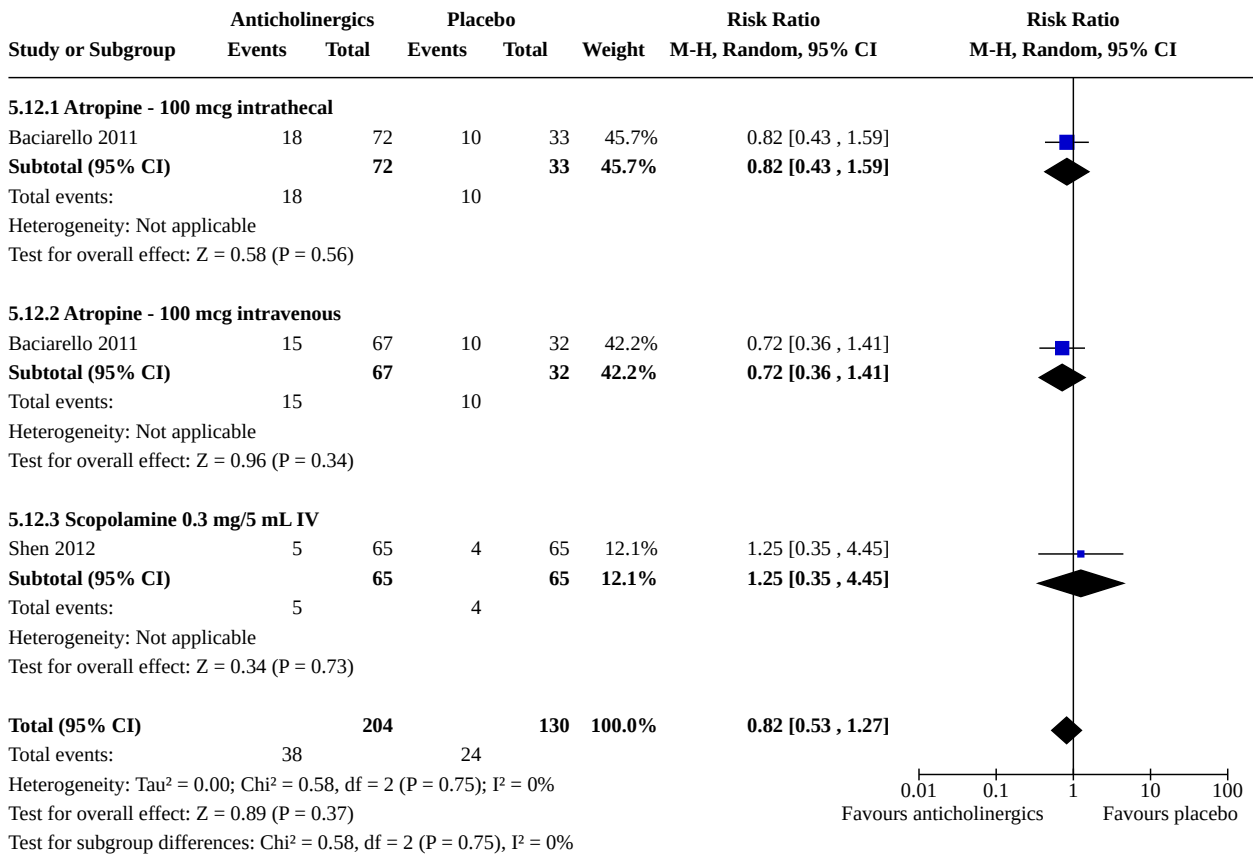 Anticholinergics Placebo Risk Ratio Risk Ratio
Study or Subgroup Events Total Events Total Weight M-H, Random, 95% CI M-H, Random, 95% CI
5.12.1 Atropine - 100 mcg intrathecal
Baciarello 2011 18 72 10 33 45.7% 0.82 [0.43 , 1.59]
Subtotal (95% CI) 72 33 45.7% 0.82 [0.43 , 1.59]
Total events: 18 10
Heterogeneity: Not applicable
Test for overall effect: Z = 0.58 (P = 0.56)
5.12.2 Atropine - 100 mcg intravenous
Baciarello 2011 15 67 10 32 42.2% 0.72 [0.36 , 1.41]
Subtotal (95% CI) 67 32 42.2% 0.72 [0.36 , 1.41]
Total events: 15 10
Heterogeneity: Not applicable
Test for overall effect: Z = 0.96 (P = 0.34)
5.12.3 Scopolamine 0.3 mg/5 mL IV
Shen 2012 5 65 4 65 12.1% 1.25 [0.35 , 4.45]
Subtotal (95% CI) 65 65 12.1% 1.25 [0.35 , 4.45]
Total events: 5 4
Heterogeneity: Not applicable
Test for overall effect: Z = 0.34 (P = 0.73)
Total (95% CI) 204 130 100.0% 0.82 [0.53 , 1.27]
Total events: 38 24
Heterogeneity: Tau² = 0.00; Chi² = 0.58, df = 2 (P = 0.75); I² = 0%
0.01 0.1 1 10 100
Test for overall effect: Z = 0.89 (P = 0.37)
Favours anticholinergics Favours placebo
Test for subgroup differences: Chi² = 0.58, df = 2 (P = 0.75), I² = 0%